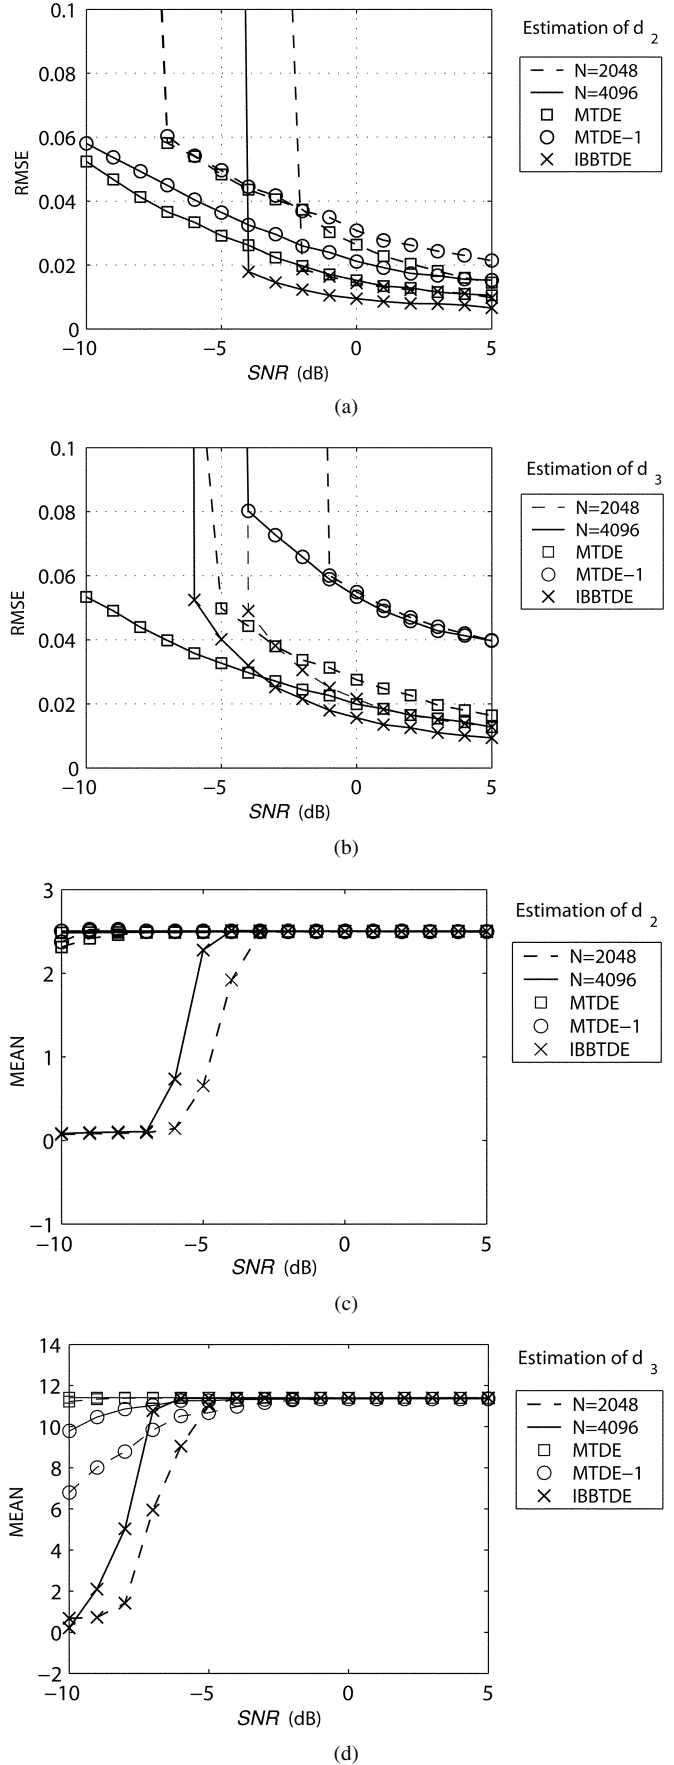 0.1
0.08
0.06
0.04
0.02
0
RMSE
−10
−5
0
5
SNR (dB)
Estimation of d 2
N=2048
N=4096
MTDE
MTDE−1
IBBTDE
(a)
0.1
0.08
0.06
0.04
0.02
0
RMSE
−10
−5
0
5
SNR (dB)
Estimation of d 3
N=2048
N=4096
MTDE
MTDE−1
IBBTDE
(b)
3
2
1
0
−1
MEAN
−10
−5
0
5
SNR (dB)
Estimation of d 2
N=2048
N=4096
MTDE
MTDE−1
IBBTDE
(c)
14
12
10
8
6
4
2
0
−2
MEAN
−10
−5
0
5
SNR (dB)
Estimation of d 3
N=2048
N=4096
MTDE
MTDE−1
IBBTDE
(d)